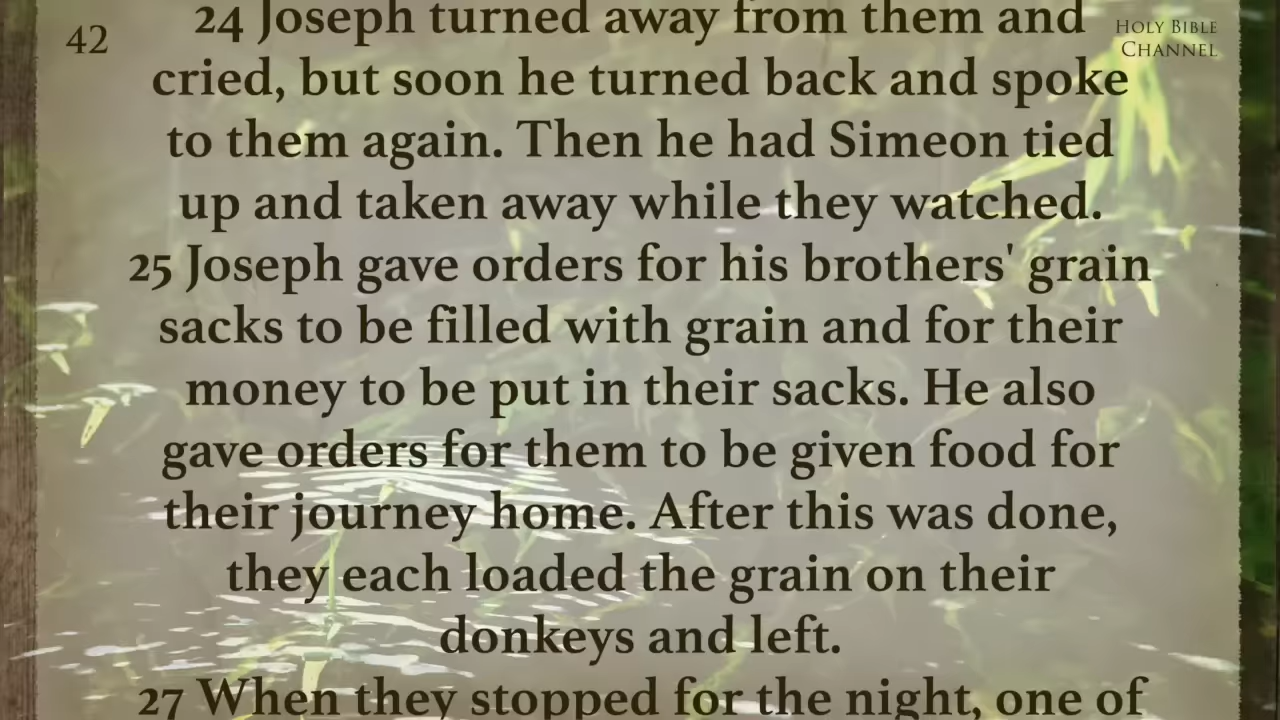 42
HOLY BIBLE
CHANNEL
24 Joseph turned away from them and
cried, but soon he turned back and spoke
to them again. Then he had Simeon tied
up and taken away while they watched.
25 Joseph gave orders for his brothers' grain
sacks to be filled with grain and for their
money to be put in their sacks. He also
gave orders for them to be given food for
their journey home. After this was done,
they each loaded the grain on their
donkeys and left.
27 When they stopped for the night, one of